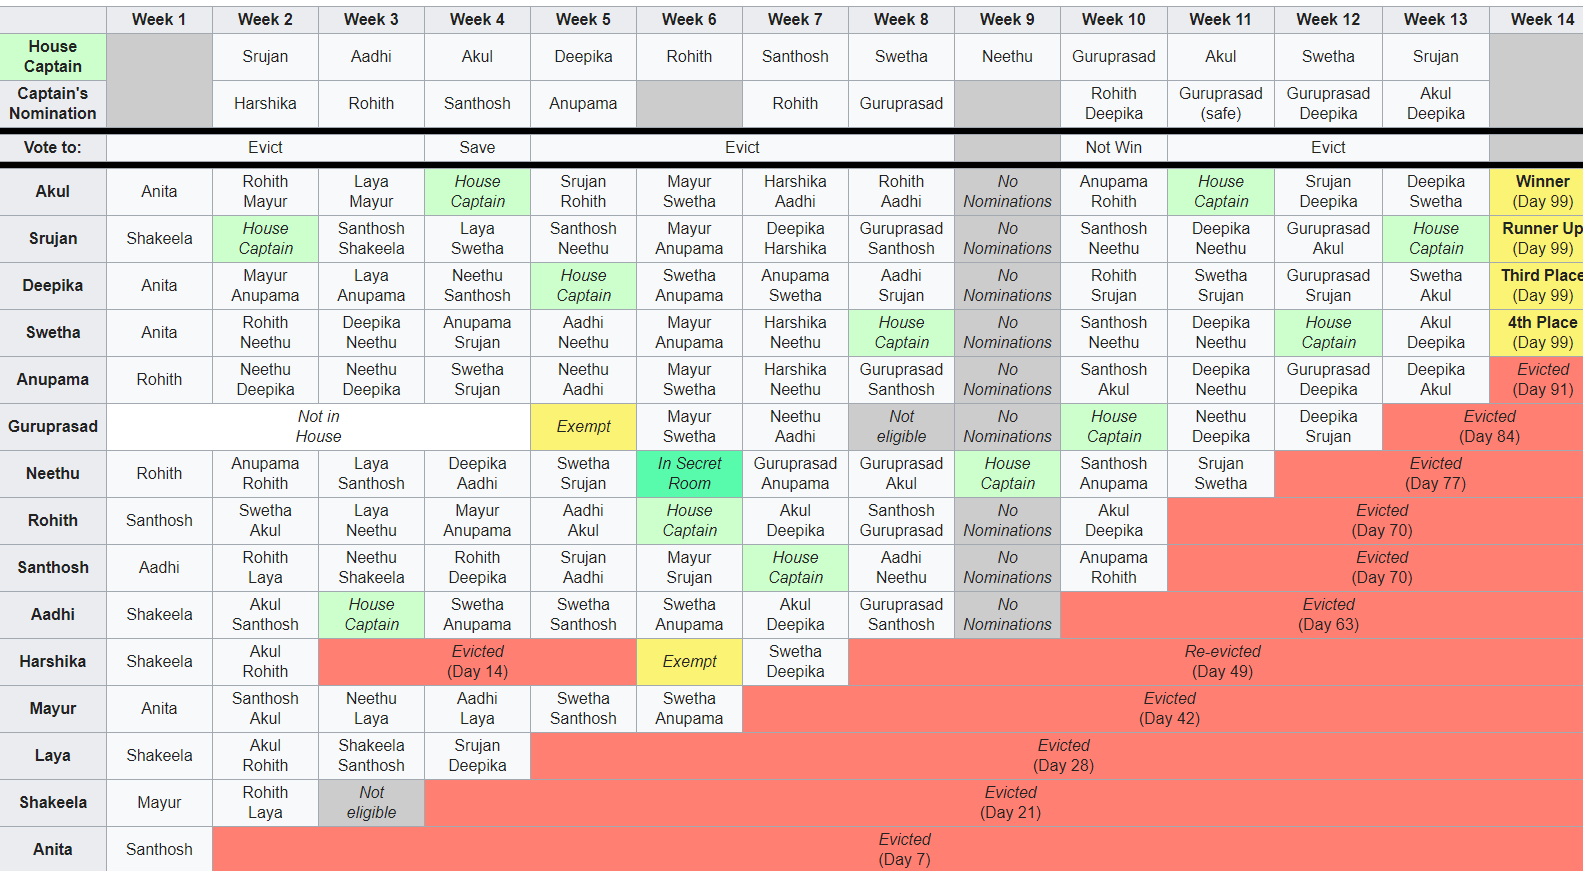 Week 1 Week 2 Week 3 Week 4 Week 5 Week 6 Week 7 Week 8 Week 9 Week 10 Week 11 Week 12 Week 13 Week 14
House
Captain
Srujan Aadhi Akul Deepika Rohith Santhosh Swetha Neethu Guruprasad Akul Swetha Srujan
Captain's
Nomination
Harshika Rohith Santhosh Anupama Rohith Guruprasad
Rohith Guruprasad Guruprasad Akul
Deepika (safe) Deepika Deepika
Vote to: Evict Save Evict Not Win Evict
Akul Anita
Rohith Laya House Srujan Mayur Harshika Rohith No Anupama House Srujan Deepika Winner
Mayur Mayur Captain Rohith Swetha Aadhi Aadhi Nominations Rohith Captain Deepika Swetha (Day 99)
Srujan Shakeela
House Santhosh Laya Santhosh Mayur Deepika Guruprasad No Santhosh Deepika Guruprasad House Runner Up
Captain Shakeela Swetha Neethu Anupama Harshika Santhosh Nominations Neethu Neethu Akul Captain (Day 99)
Deepika Anita
Mayur Laya Neethu House Swetha Anupama Aadhi No Rohith Swetha Guruprasad Swetha Third Place
Anupama Anupama Santhosh Captain Anupama Swetha Srujan Nominations Srujan Srujan Srujan Akul (Day 99)
Swetha Anita
Rohith Deepika Anupama Aadhi Mayur Harshika House No Santhosh Deepika House Akul 4th Place
Neethu Neethu Srujan Neethu Anupama Neethu Captain Nominations Neethu Neethu Captain Deepika (Day 99)
Anupama Rohith
Neethu Neethu Swetha Neethu Mayur Harshika Guruprasad No Santhosh Deepika Guruprasad Deepika Evicted
Deepika Deepika Srujan Aadhi Swetha Neethu Santhosh Nominations Akul Neethu Deepika Akul (Day 91)
Guruprasad
Not in Exempt Mayur Neethu Not No House Neethu Deepika Evicted
House Swetha Aadhi eligible Nominations Captain Deepika Srujan (Day 84)
Neethu Rohith
Anupama Laya Deepika Swetha In Secret Guruprasad Guruprasad House Santhosh Srujan Evicted
Rohith Santhosh Aadhi Srujan Room Anupama Akul Captain Anupama Swetha (Day 77)
Rohith Santhosh
Swetha Laya Mayur Aadhi House Akul Santhosh No Akul Evicted
Akul Neethu Anupama Akul Captain Deepika Guruprasad Nominations Deepika (Day 70)
Santhosh Aadhi
Rohith Neethu Rohith Srujan Mayur House Aadhi No Anupama Evicted
Laya Shakeela Deepika Aadhi Srujan Captain Neethu Nominations Rohith (Day 70)
Aadhi Shakeela
Akul House Swetha Swetha Swetha Akul Guruprasad No Evicted
Santhosh Captain Anupama Santhosh Anupama Deepika Santhosh Nominations (Day 63)
Harshika Shakeela
Akul Evicted Exempt Swetha Re-evicted
Rohith (Day 14) Deepika (Day 49)
Mayur Anita
Santhosh Neethu Aadhi Swetha Swetha Evicted
Akul Laya Laya Santhosh Anupama (Day 42)
Laya Shakeela
Akul Shakeela Srujan Evicted
Rohith Santhosh Deepika (Day 28)
Shakeela Mayur
Rohith Not Evicted
Laya eligible (Day 21)
Anita Santhosh
Evicted
(Day 7)